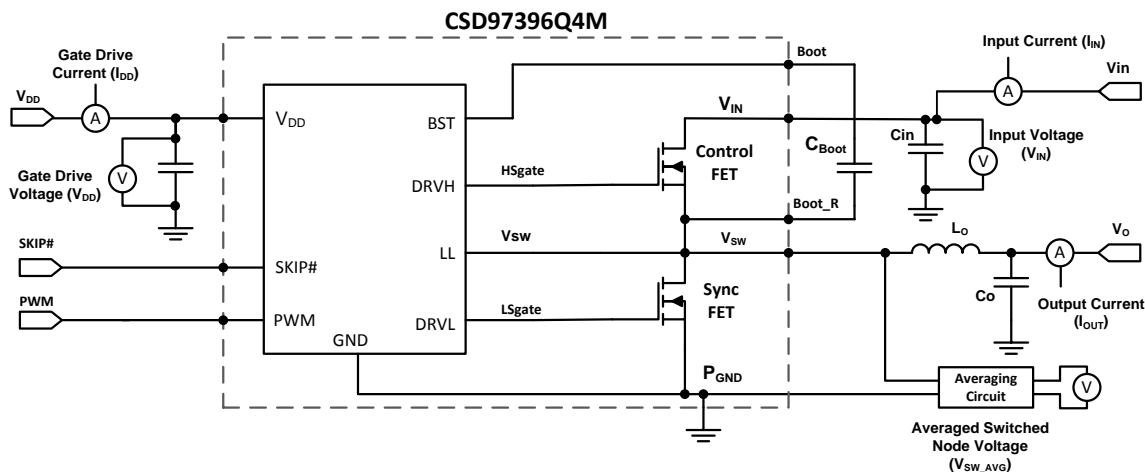 CSD97396Q4M
Gate Drive
Current (IDD)
Input Current (IIN)
Boot
Vin
VDD
A
A
VIN
VDD
BST
Cin
Input Voltage
(VIN)
CBoot
Control
FET
V
V
Gate Drive
Voltage (VDD)
DRVH
HSgate
Boot_R
SKIP#
Vsw
VSW
LO
VO
LL
A
SKIP#
Sync
FET
Co
PWM
Output Current
(IOUT)
PWM
DRVL
LSgate
GND
PGND
Averaging
Circuit
V
Averaged Switched
Node Voltage
(VSW_AVG)